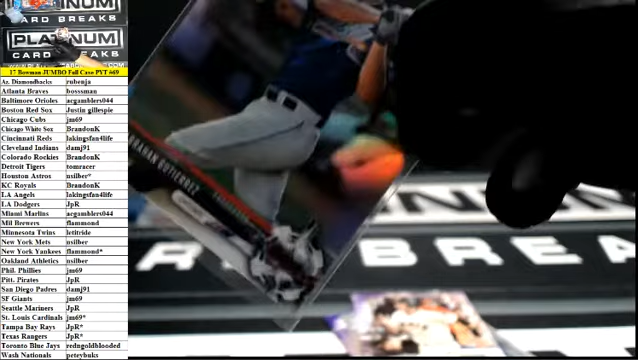 PLATINUM
CARD BREAKS
PLATINUM
CARD BREAKS
17 Bowman JUMBO Full Case PYT #69
Az. Diamondbacks rubenja
Atlanta Braves bosssman
Baltimore Orioles acgamblers044
Boston Red Sox Justin gillespie
Chicago Cubs jm69
Chicago White Sox BrandonK
Cincinnati Reds lakingsfan4life
Cleveland Indians damj91
Colorado Rockies BrandonK
Detroit Tigers tomracer
Houston Astros nsilber*
KC Royals BrandonK
LA Angels lakingsfan4life
LA Dodgers JpR
Miami Marlins acgamblers044
Mil Brewers flammond
Minnesota Twins letitride
New York Mets nsilber
New York Yankees flammond*
Oakland Athletics nsilber
Phil. Phillies jm69
Pitt. Pirates JpR
San Diego Padres damj91
SF Giants jm69
Seattle Mariners JpR
St. Louis Cardinals jm69*
Tampa Bay Rays JpR*
Texas Rangers JpR*
Toronto Blue Jays redngoldblooded
Wash Nationals peteybuks
ABRAHAM GUTIERREZ
BREA